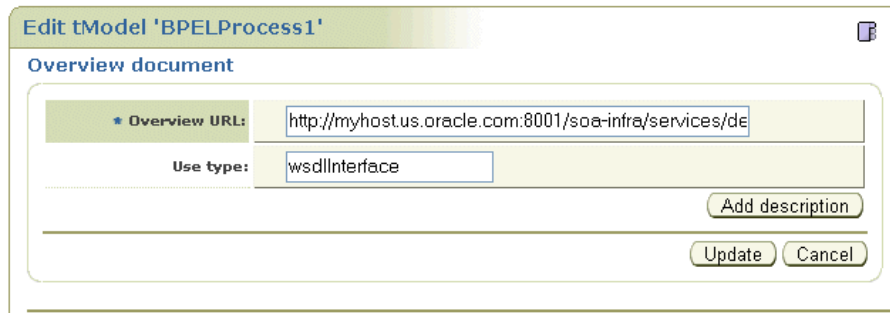 Edit tModel 'BPELProcess1'
Overview document
* Overview URL: http://myhost.us.oracle.com:8001/soa-infra/services/de
Use type: wsdlInterface
Add description
Update Cancel